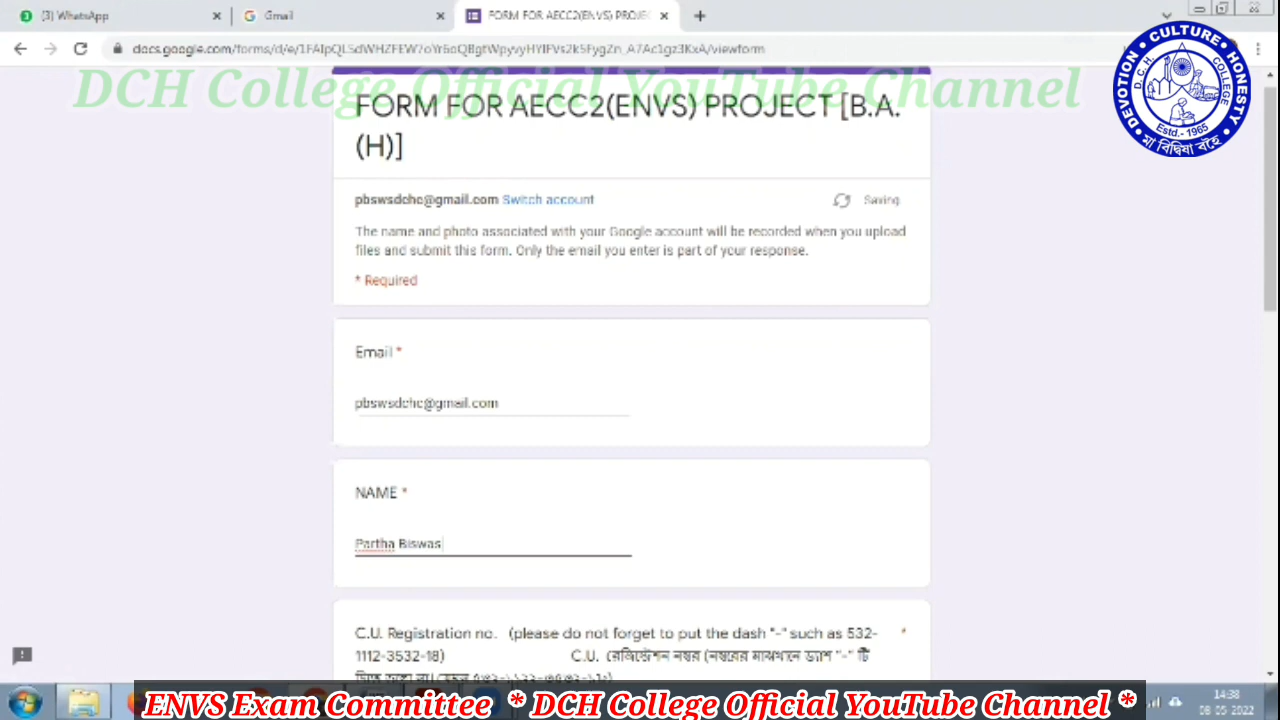 (3) WhatsApp
Gmail
FORM FOR AECC2(ENVS) PROJEC
docs.google.com/forms/d/e/
DCH College Official YouTube Channel
DEVOTION · CULTURE · HONESTY
D.C.H. COLLEGE
Estd.-1965
FORM FOR AECC2(ENVS) PROJECT [B.A.
(H)]
pbswsdchc@gmail.com Switch account
Saving
The name and photo associated with your Google account will be recorded when you upload
files and submit this form. Only the email you enter is part of your response.
* Required
Email *
pbswsdchc@gmail.com
NAME *
Partha Biswas
C.U. Registration no. (please do not forget to put the dash "-" such as 532- *
1112-3532-18) C.U. রেজিস্ট্রেশন নম্বর (নম্বরের মাঝখানে ড্যাশ "-" টি
14:38
08-05-2022
ENVS Exam Committee * DCH College Official YouTube Channel *